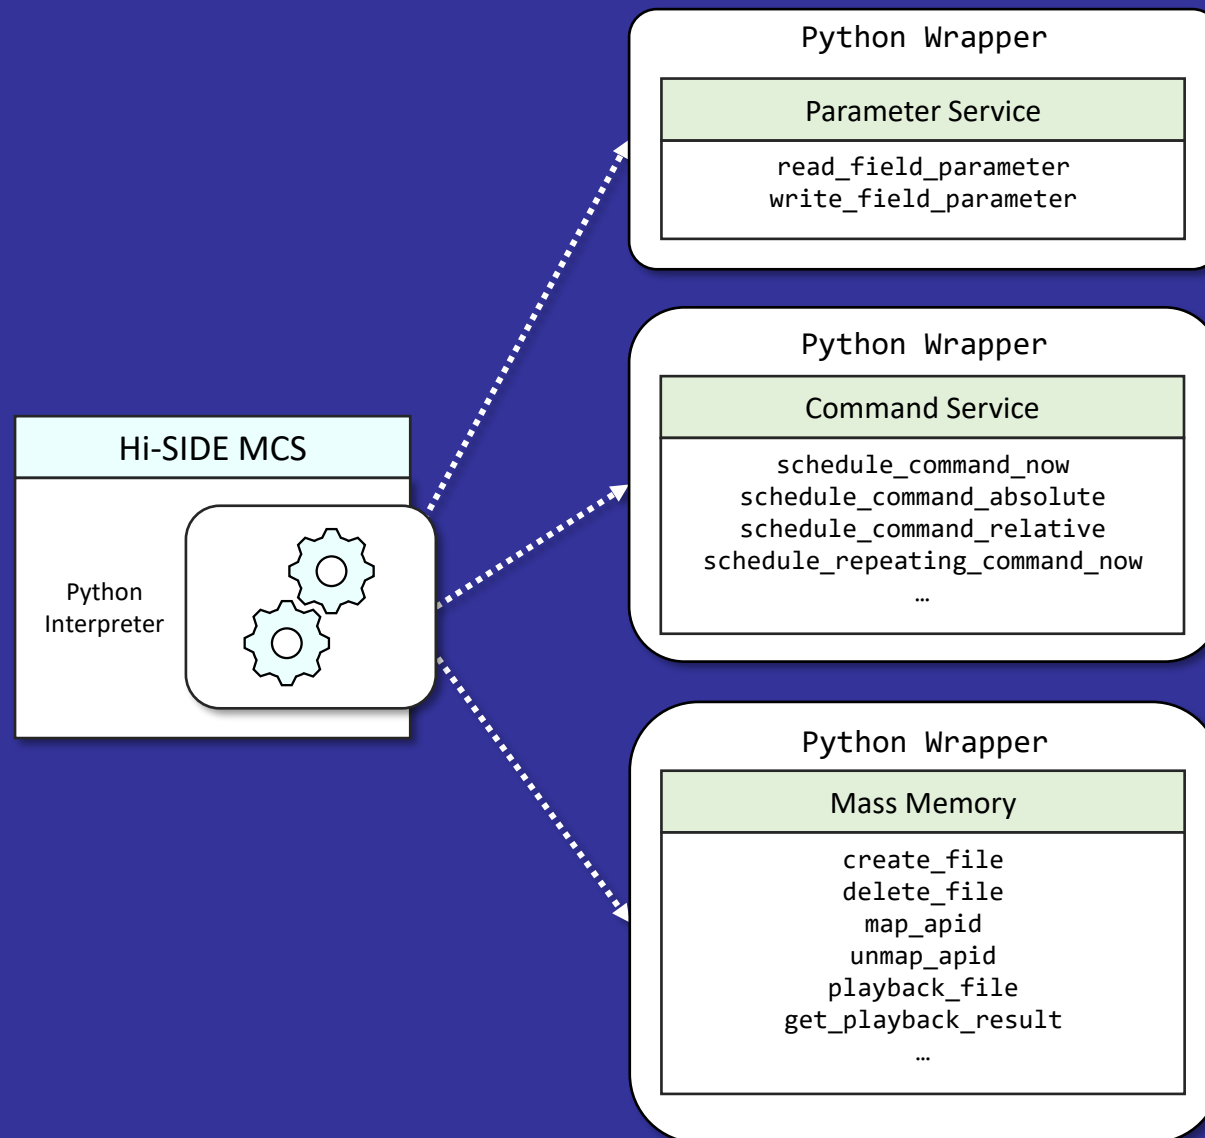 Python Wrapper
Parameter Service
read_field_parameter
write_field_parameter
Python Wrapper
Command Service
schedule_command_now
schedule_command_absolute
schedule_command_relative
schedule_repeating_command_now
…
Hi-SIDE MCS
Python
Interpreter
Python Wrapper
Mass Memory
create_file
delete_file
map_apid
unmap_apid
playback_file
get_playback_result
…